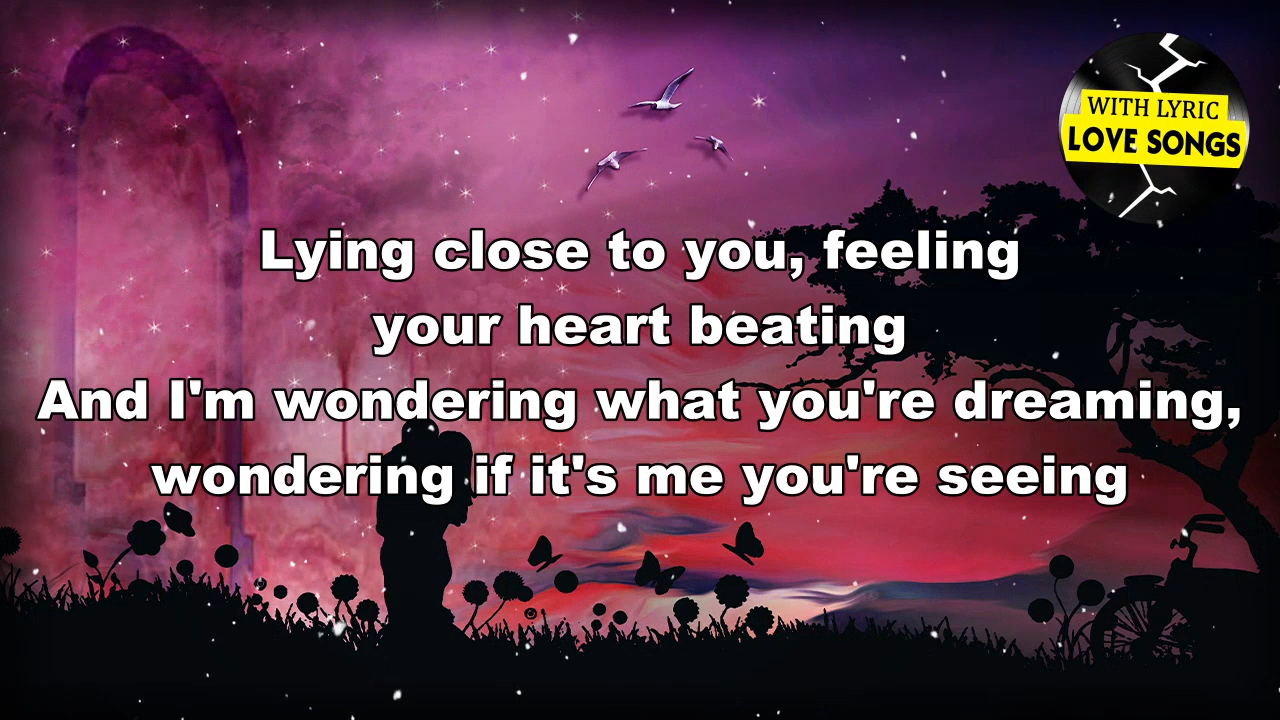 WITH LYRIC
LOVE SONGS
Lying close to you, feeling
your heart beating
And I'm wondering what you're dreaming,
wondering if it's me you're seeing